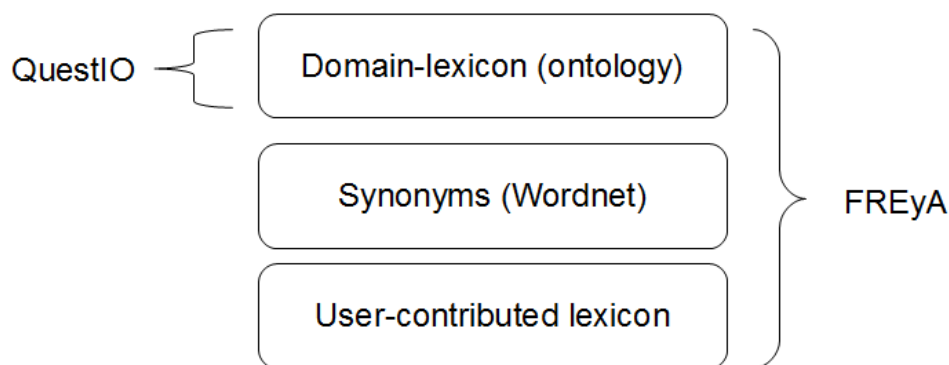 QuestIO
Domain-lexicon (ontology)
Synonyms (Wordnet)
FREyA
User-contributed lexicon